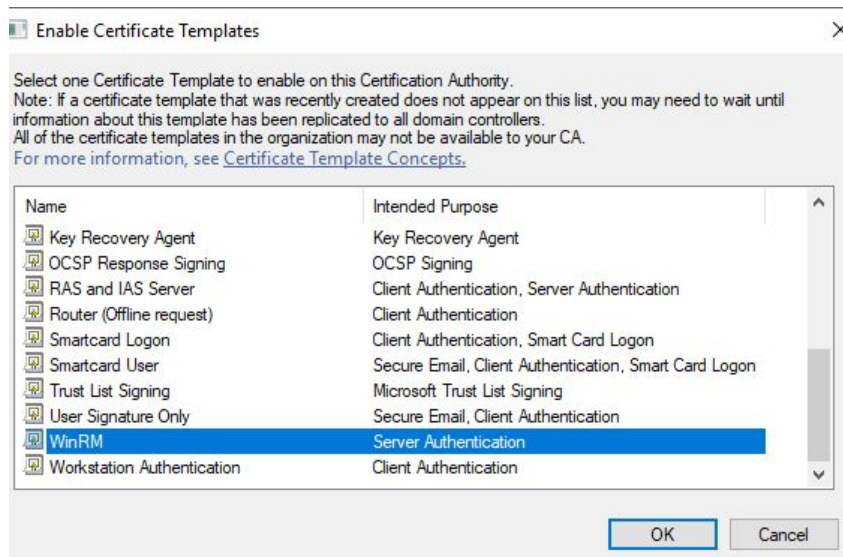 Enable Certificate Templates
Select one Certificate Template to enable on this Certification Authority.
Note: If a certificate template that was recently created does not appear on this list, you may need to wait until
information about this template has been replicated to all domain controllers.
All of the certificate templates in the organization may not be available to your CA.
For more information, see Certificate Template Concepts.
Name Intended Purpose
Key Recovery Agent Key Recovery Agent
OCSP Response Signing OCSP Signing
RAS and IAS Server Client Authentication, Server Authentication
Router (Offline request) Client Authentication
Smartcard Logon Client Authentication, Smart Card Logon
Smartcard User Secure Email, Client Authentication, Smart Card Logon
Trust List Signing Microsoft Trust List Signing
User Signature Only Secure Email, Client Authentication
WinRM Server Authentication
Workstation Authentication Client Authentication
OK Cancel